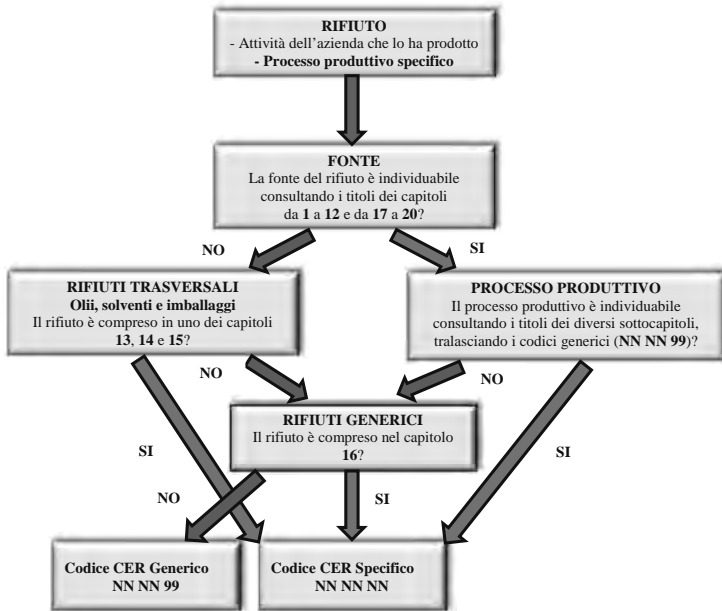 RIFIUTO
- Attività dell'azienda che lo ha prodotto
- Processo produttivo specifico
FONTE
La fonte del rifiuto è individuabile
consultando i titoli dei capitoli
da 1 a 12 e da 17 a 20?
NO
SI
RIFIUTI TRASVERSALI
Olii, solventi e imballaggi
Il rifiuto è compreso in uno dei capitoli
13, 14 e 15?
PROCESSO PRODUTTIVO
Il processo produttivo è individuabile
consultando i titoli dei diversi sottocapitoli,
tralasciando i codici generici (NN NN 99)?
NO
NO
RIFIUTI GENERICI
Il rifiuto è compreso nel capitolo
16?
SI
SI
NO
SI
Codice CER Generico
NN NN 99
Codice CER Specifico
NN NN NN